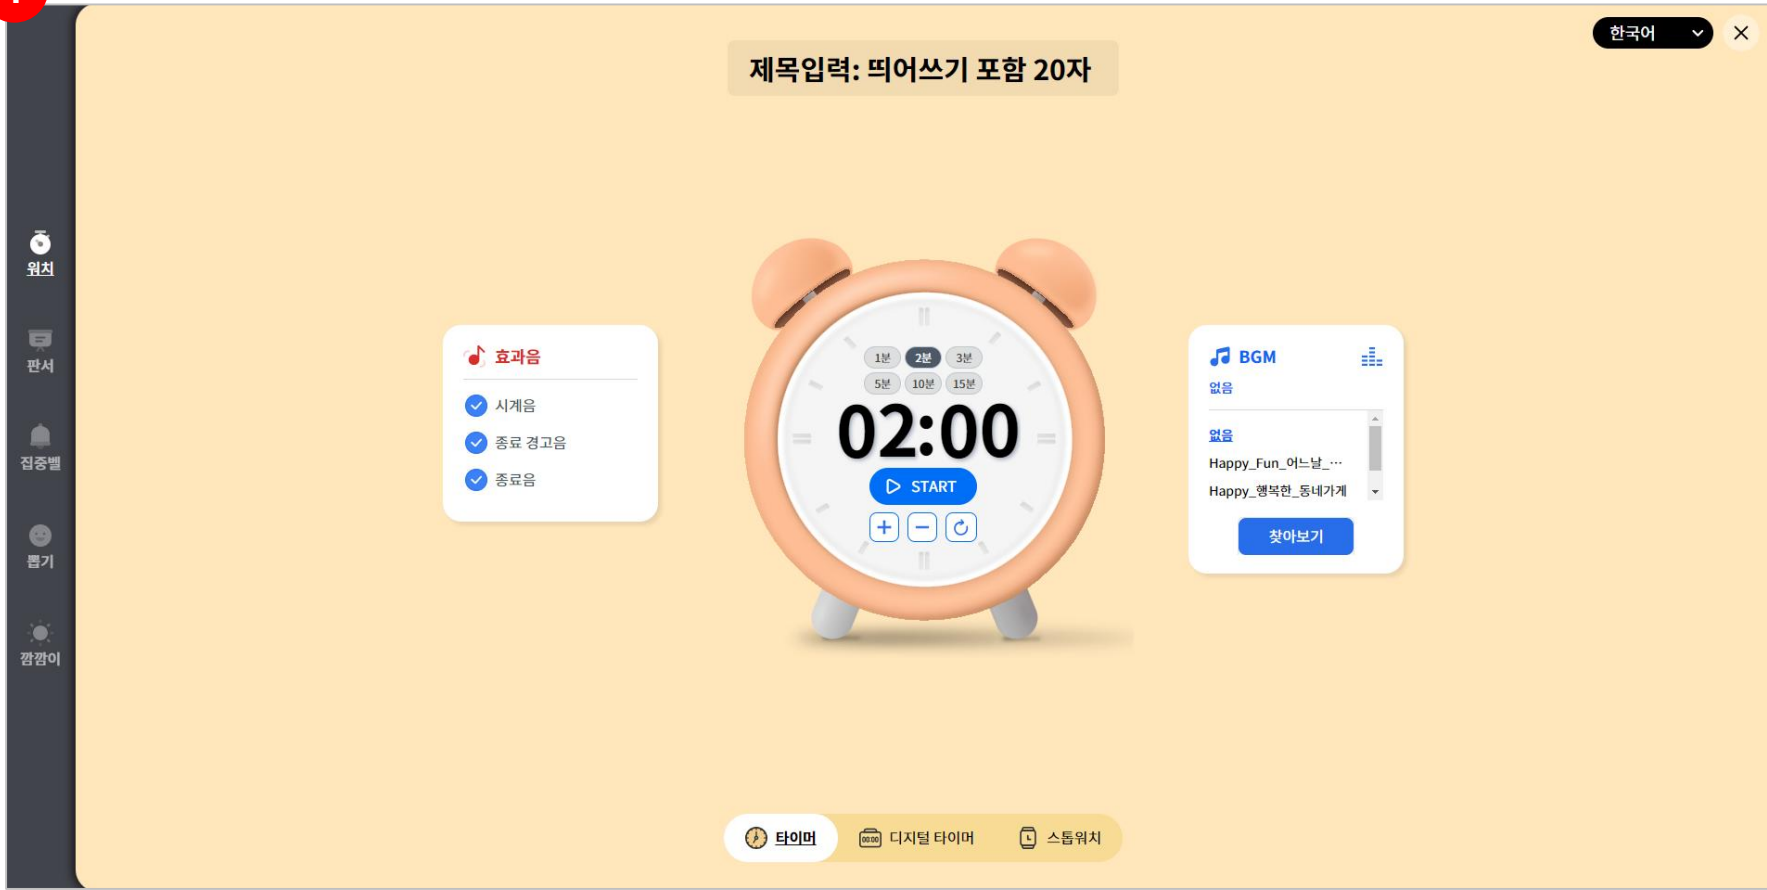 한국어
제목입력: 띄어쓰기 포함 20자
워치
판서
집중벨
뽑기
깜깜이
효과음
시계음
종료 경고음
종료음
1분 2분 3분
5분 10분 15분
02:00
START
BGM
없음
없음
Happy_Fun_어느날_…
Happy_행복한_동네가게
찾아보기
타이머
00:00 디지털 타이머
스톱워치